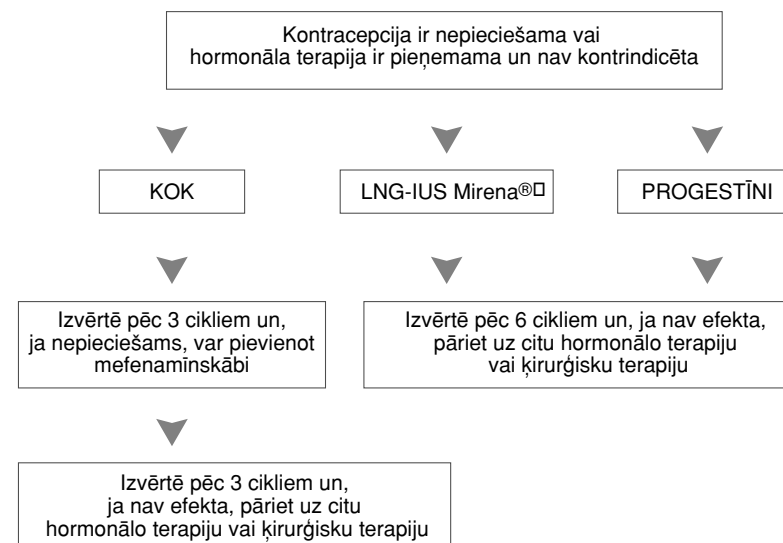 Kontracepcija ir nepieciešama vai
hormonāla terapija ir pieņemama un nav kontrindicēta
KOK
LNG-IUS Mirena®
PROGESTĪNI
Izvērtē pēc 3 cikliem un,
ja nepieciešams, var pievienot
mefenamīnskābi
Izvērtē pēc 6 cikliem un, ja nav efekta,
pāriet uz citu hormonālo terapiju
vai ķirurģisku terapiju
Izvērtē pēc 3 cikliem un,
ja nav efekta, pāriet uz citu
hormonālo terapiju vai ķirurģisku terapiju